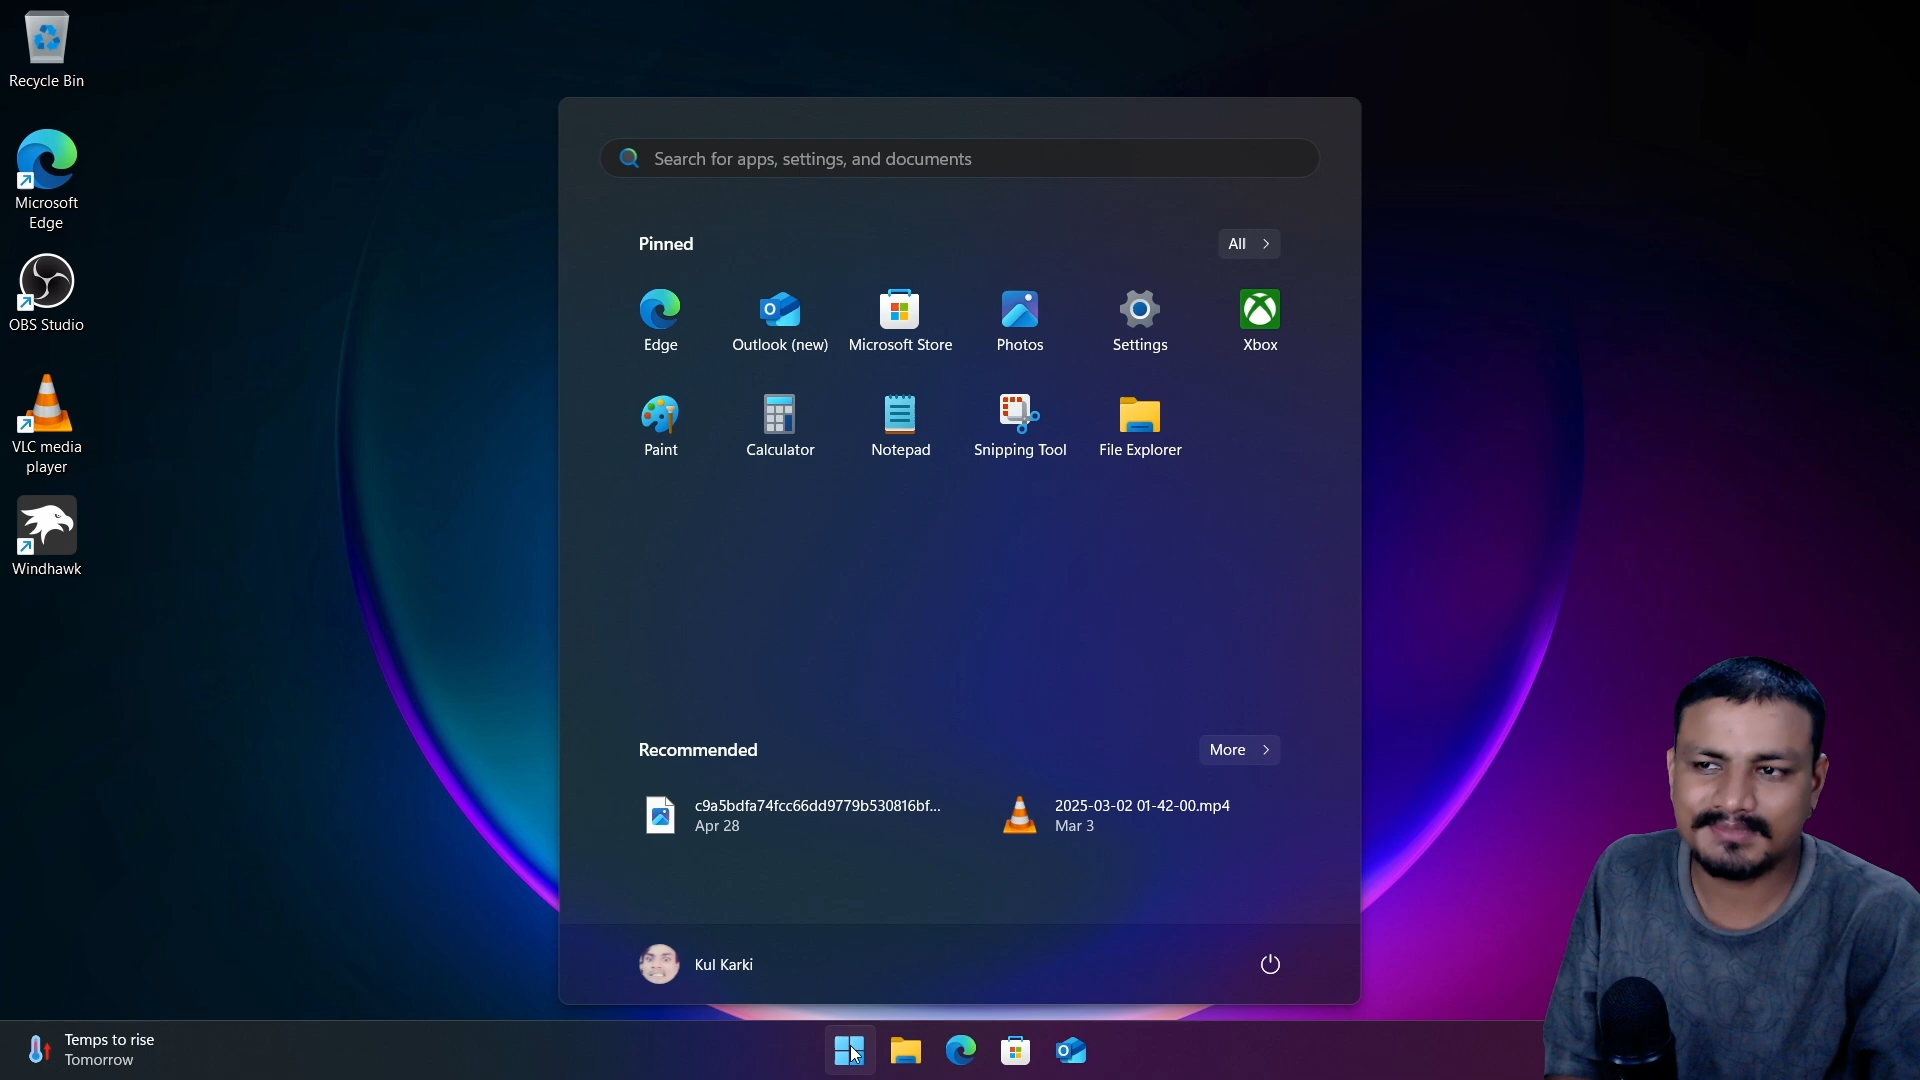 Recycle Bin
Microsoft
Edge
OBS Studio
VLC media
player
Windhawk
Search for apps, settings, and documents
Pinned
All
Edge
Outlook (new)
Microsoft Store
Photos
Settings
Xbox
Paint
Calculator
Notepad
Snipping Tool
File Explorer
Recommended
More
c9a5bdfa74fcc66dd9779b530816bf...
Apr 28
2025-03-02 01-42-00.mp4
Mar 3
Kul Karki
Temps to rise
Tomorrow